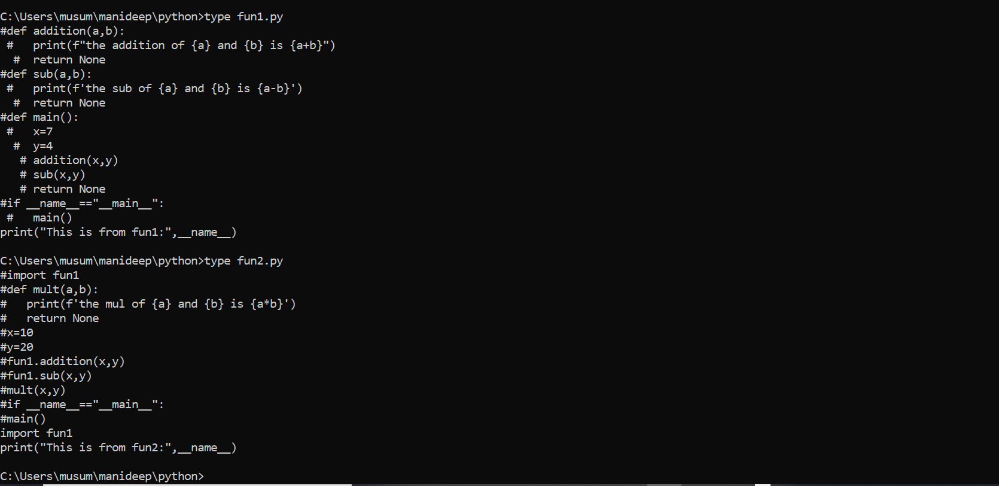 C:\Users\musum\manideep\python>type fun1.py
#def addition(a,b):
 #   print(f"the addition of {a} and {b} is {a+b}")
  #  return None
#def sub(a,b):
 #   print(f'the sub of {a} and {b} is {a-b}')
  #  return None
#def main():
 #   x=7
  #  y=4
   # addition(x,y)
   # sub(x,y)
   # return None
#if __name__=="__main__":
 #   main()
print("This is from fun1:",__name__)
C:\Users\musum\manideep\python>type fun2.py
#import fun1
#def mult(a,b):
#   print(f'the mul of {a} and {b} is {a*b}')
#   return None
#x=10
#y=20
#fun1.addition(x,y)
#fun1.sub(x,y)
#mult(x,y)
#if __name__=="__main__":
#main()
import fun1
print("This is from fun2:",__name__)
C:\Users\musum\manideep\python>